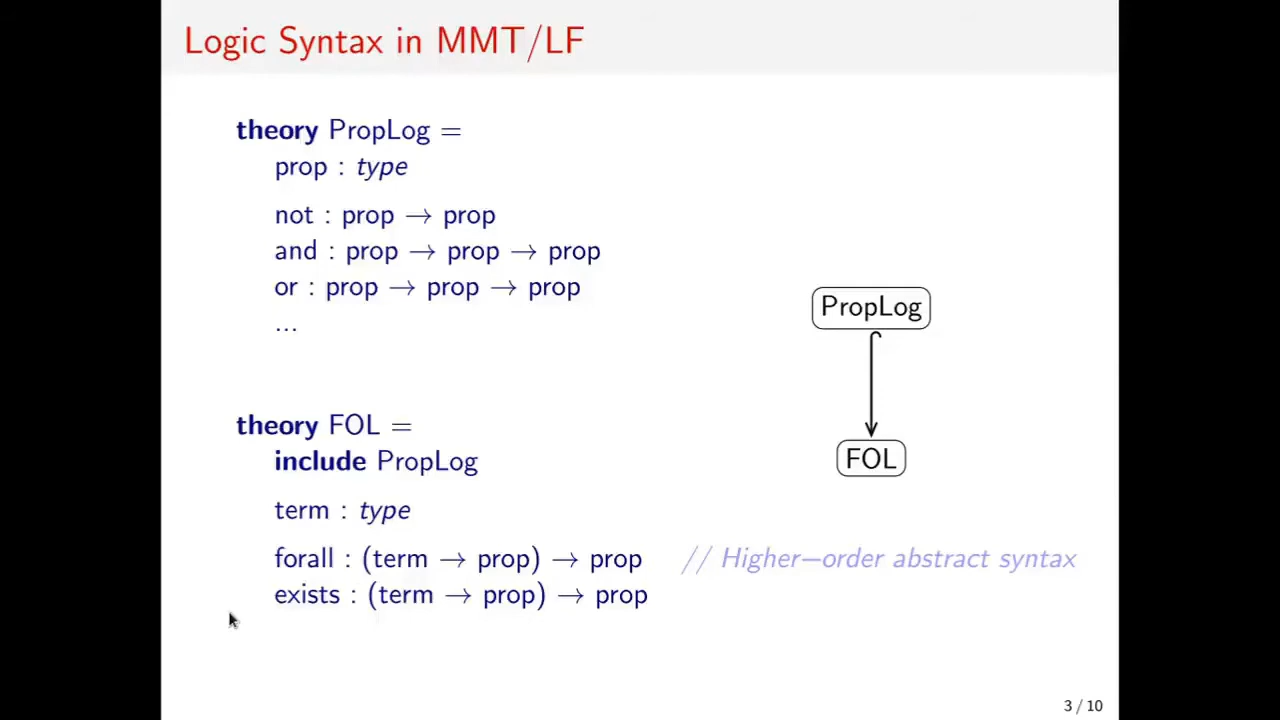 Logic Syntax in MMT/LF
theory PropLog =
prop : type
not : prop → prop
and : prop → prop → prop
or : prop → prop → prop
...
PropLog
FOL
theory FOL =
include PropLog
term : type
forall : (term → prop) → prop // Higher−order abstract syntax
exists : (term → prop) → prop
3 / 10